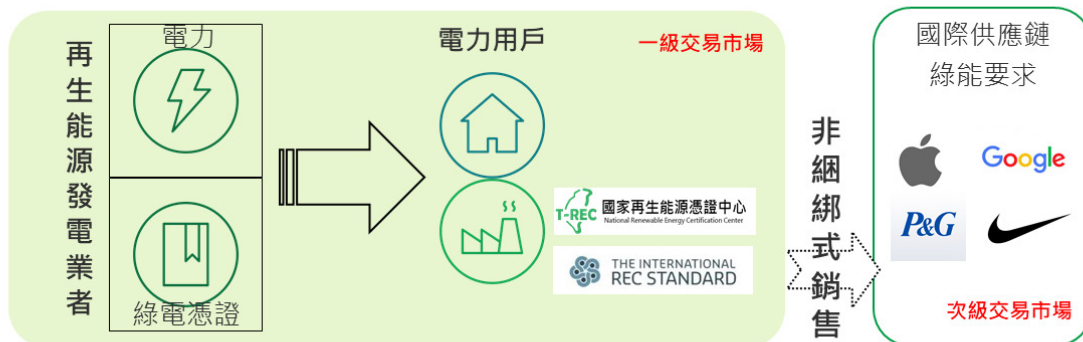 再生能源發電業者
電力
綠電憑證
電力用戶
一級交易市場
T-REC 國家再生能源憑證中心
National Renewable Energy Certification Center
THE INTERNATIONAL
REC STANDARD
非綑綁式銷售
國際供應鏈
綠能要求
Google
P&G
次級交易市場